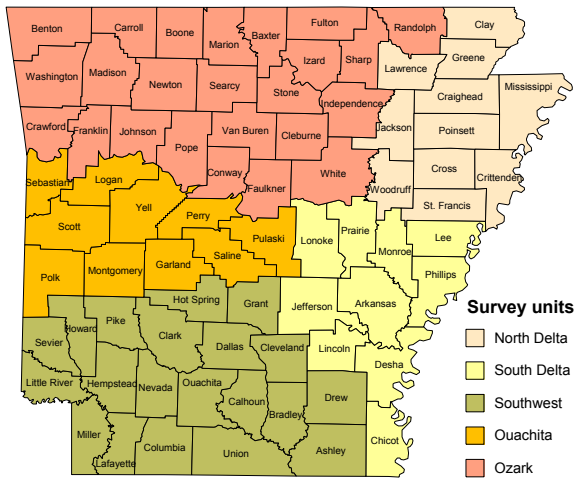 Benton
Carroll
Boone
Marion
Baxter
Fulton
Randolph
Clay
Washington
Madison
Newton
Searcy
Stone
Izard
Sharp
Lawrence
Greene
Independence
Craighead
Mississippi
Crawford
Franklin
Johnson
Pope
Van Buren
Cleburne
Jackson
Poinsett
Sebastian
Logan
Conway
Faulkner
White
Woodruff
Cross
Crittenden
St. Francis
Scott
Yell
Perry
Pulaski
Saline
Lonoke
Prairie
Monroe
Lee
Phillips
Polk
Montgomery
Garland
Hot Spring
Grant
Jefferson
Arkansas
Sevier
Howard
Pike
Clark
Dallas
Cleveland
Lincoln
Desha
Little River
Hempstead
Nevada
Ouachita
Calhoun
Bradley
Drew
Miller
Lafayette
Columbia
Union
Ashley
Chicot
Survey units
North Delta
South Delta
Southwest
Ouachita
Ozark